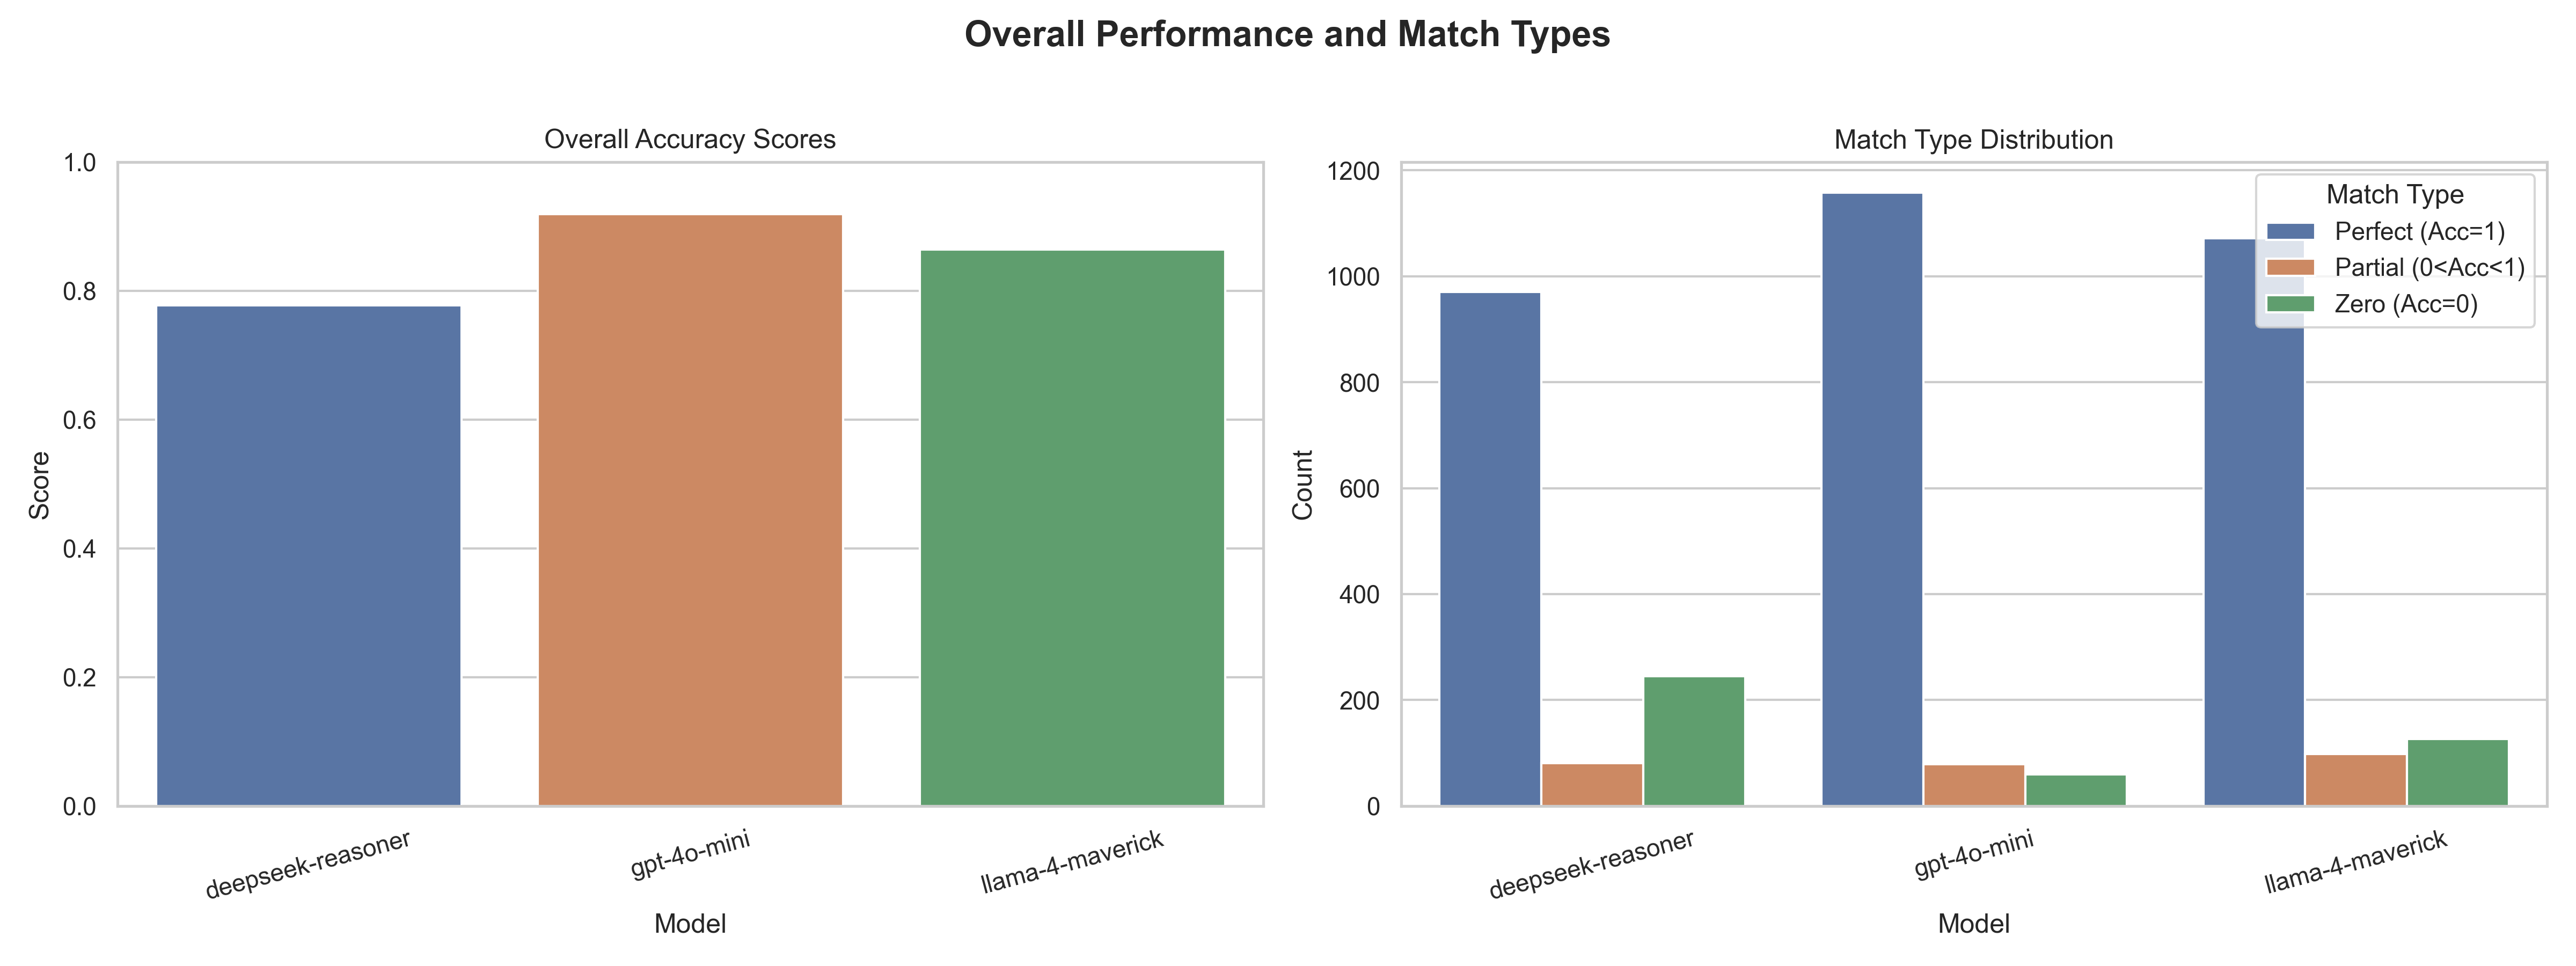 Overall Performance and Match Types
Overall Accuracy Scores
1.0
0.8
0.6
0.4
0.2
0.0
Score
deepseek-reasoner
gpt-4o-mini
llama-4-maverick
Model
Match Type Distribution
1200
1000
800
600
400
200
0
Count
Match Type
Perfect (Acc=1)
Partial (0<Acc<1)
Zero (Acc=0)
deepseek-reasoner
gpt-4o-mini
llama-4-maverick
Model